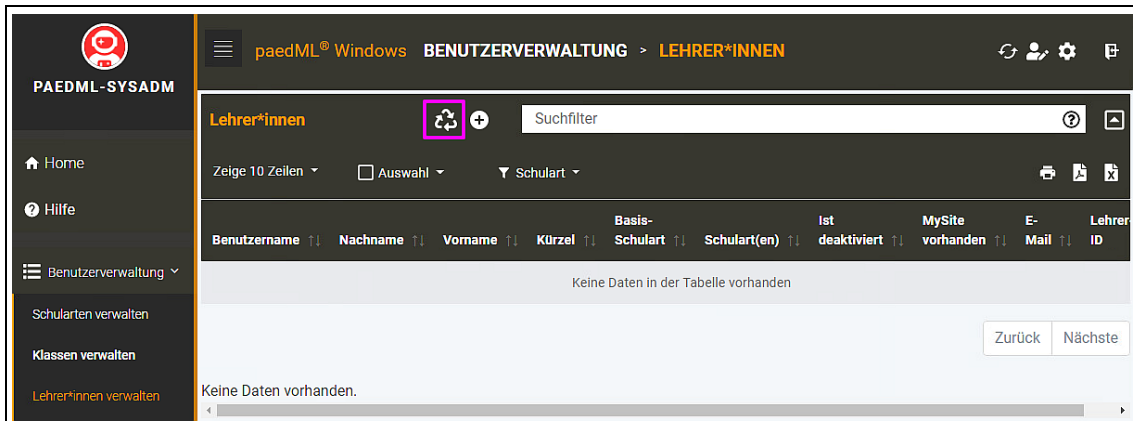 PAEDML-SYSADM
paedML® Windows BENUTZERVERWALTUNG > LEHRER*INNEN
Lehrer*innen
Suchfilter
Home
Zeige 10 Zeilen
Auswahl
Schulart
Hilfe
Benutzername Nachname Vorname Kürzel Basis-Schulart Schulart(en) Ist deaktiviert MySite vorhanden E-Mail Lehrer ID
Keine Daten in der Tabelle vorhanden
Benutzerverwaltung
Schularten verwalten
Klassen verwalten
Lehrer*innen verwalten
Zurück Nächste
Keine Daten vorhanden.